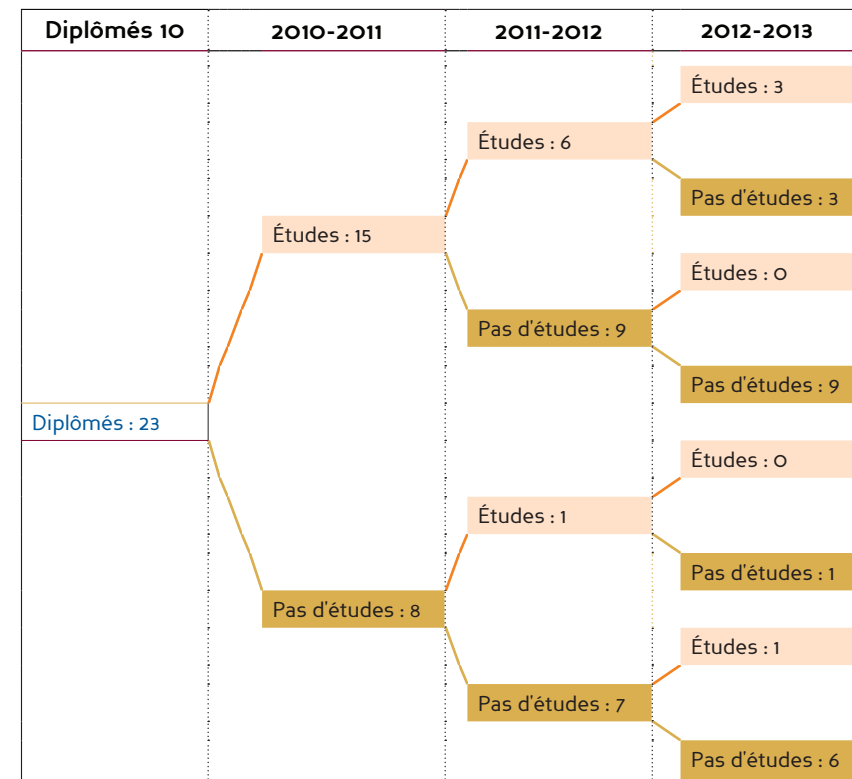 Diplômés 10 2010-2011 2011-2012 2012-2013
Études : 3
Études : 6
Pas d'études : 3
Études : 15
Études : 0
Pas d'études : 9
Pas d'études : 9
Diplômés : 23
Études : 0
Études : 1
Pas d'études : 1
Pas d'études : 8
Études : 1
Pas d'études : 7
Pas d'études : 6